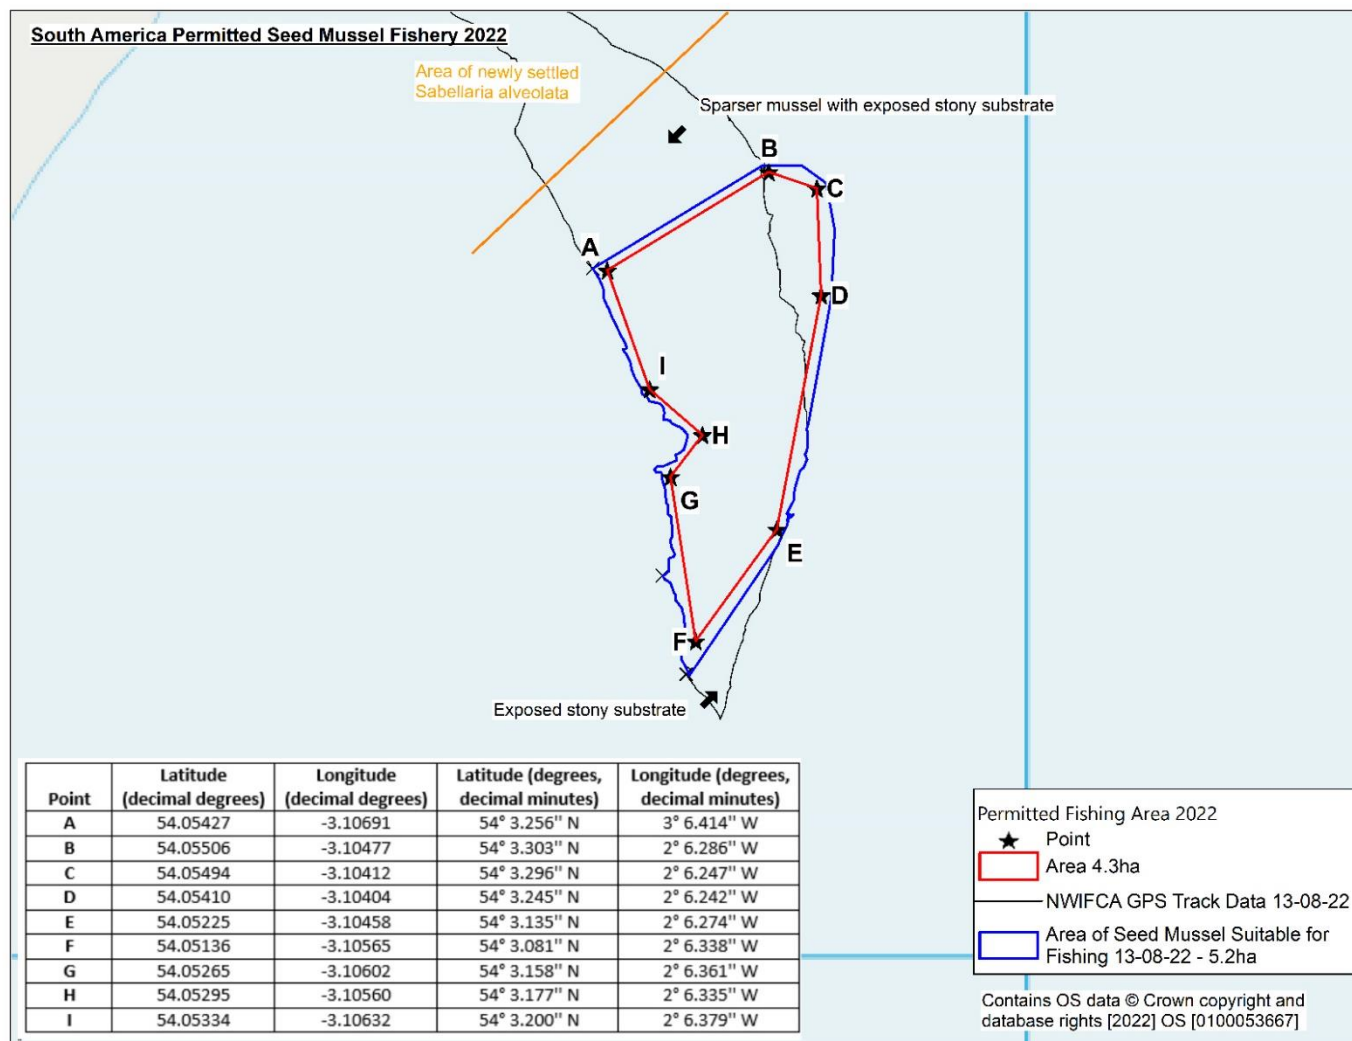 South America Permitted Seed Mussel Fishery 2022
Area of newly settled
Sabellaria alveolata
Sparser mussel with exposed stony substrate
B
C
A
D
I
H
G
E
F
Exposed stony substrate
Point | Latitude (decimal degrees) | Longitude (decimal degrees) | Latitude (degrees, decimal minutes) | Longitude (degrees, decimal minutes)
A 54.05427 -3.10691 54° 3.256" N 3° 6.414" W
B 54.05506 -3.10477 54° 3.303" N 2° 6.286" W
C 54.05494 -3.10412 54° 3.296" N 2° 6.247" W
D 54.05410 -3.10404 54° 3.245" N 2° 6.242" W
E 54.05225 -3.10458 54° 3.135" N 2° 6.274" W
F 54.05136 -3.10565 54° 3.081" N 2° 6.338" W
G 54.05265 -3.10602 54° 3.158" N 2° 6.361" W
H 54.05295 -3.10560 54° 3.177" N 2° 6.335" W
I 54.05334 -3.10632 54° 3.200" N 2° 6.379" W
Permitted Fishing Area 2022
Point
Area 4.3ha
NWIFCA GPS Track Data 13-08-22
Area of Seed Mussel Suitable for
Fishing 13-08-22 - 5.2ha
Contains OS data © Crown copyright and
database rights [2022] OS [0100053667]